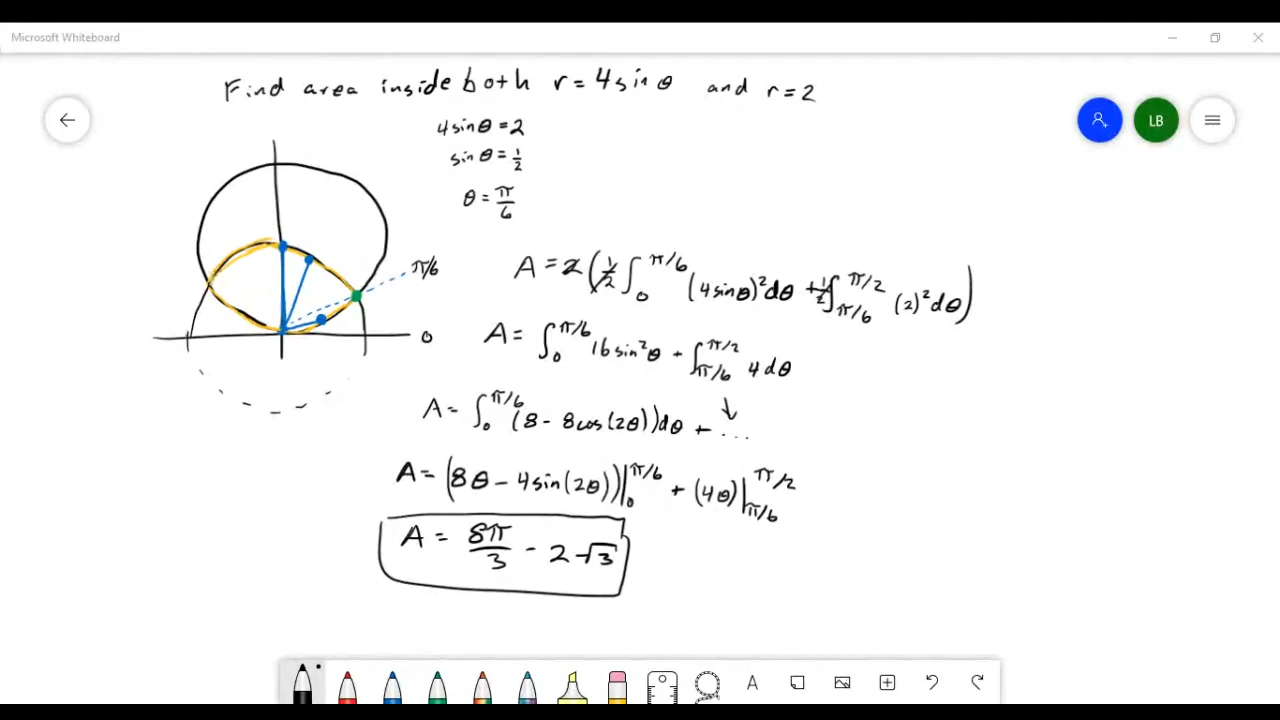 Microsoft Whiteboard
Find area inside both r = 4sinθ and r = 2
LB
4sinθ = 2
sinθ = 1/2
θ = π/6
π/6
0
A = 2(1/2∫₀^π/6 (4sinθ)²dθ + 1/2∫π/6^π/2 (2)²dθ)
A = ∫₀^π/6 16sin²θ + ∫π/6^π/2 4dθ
A = ∫₀^π/6 (8 - 8cos(2θ))dθ + ...
A = (8θ - 4sin(2θ))|₀^π/6 + (4θ)|π/6^π/2
A = 8π/3 - 2√3
A